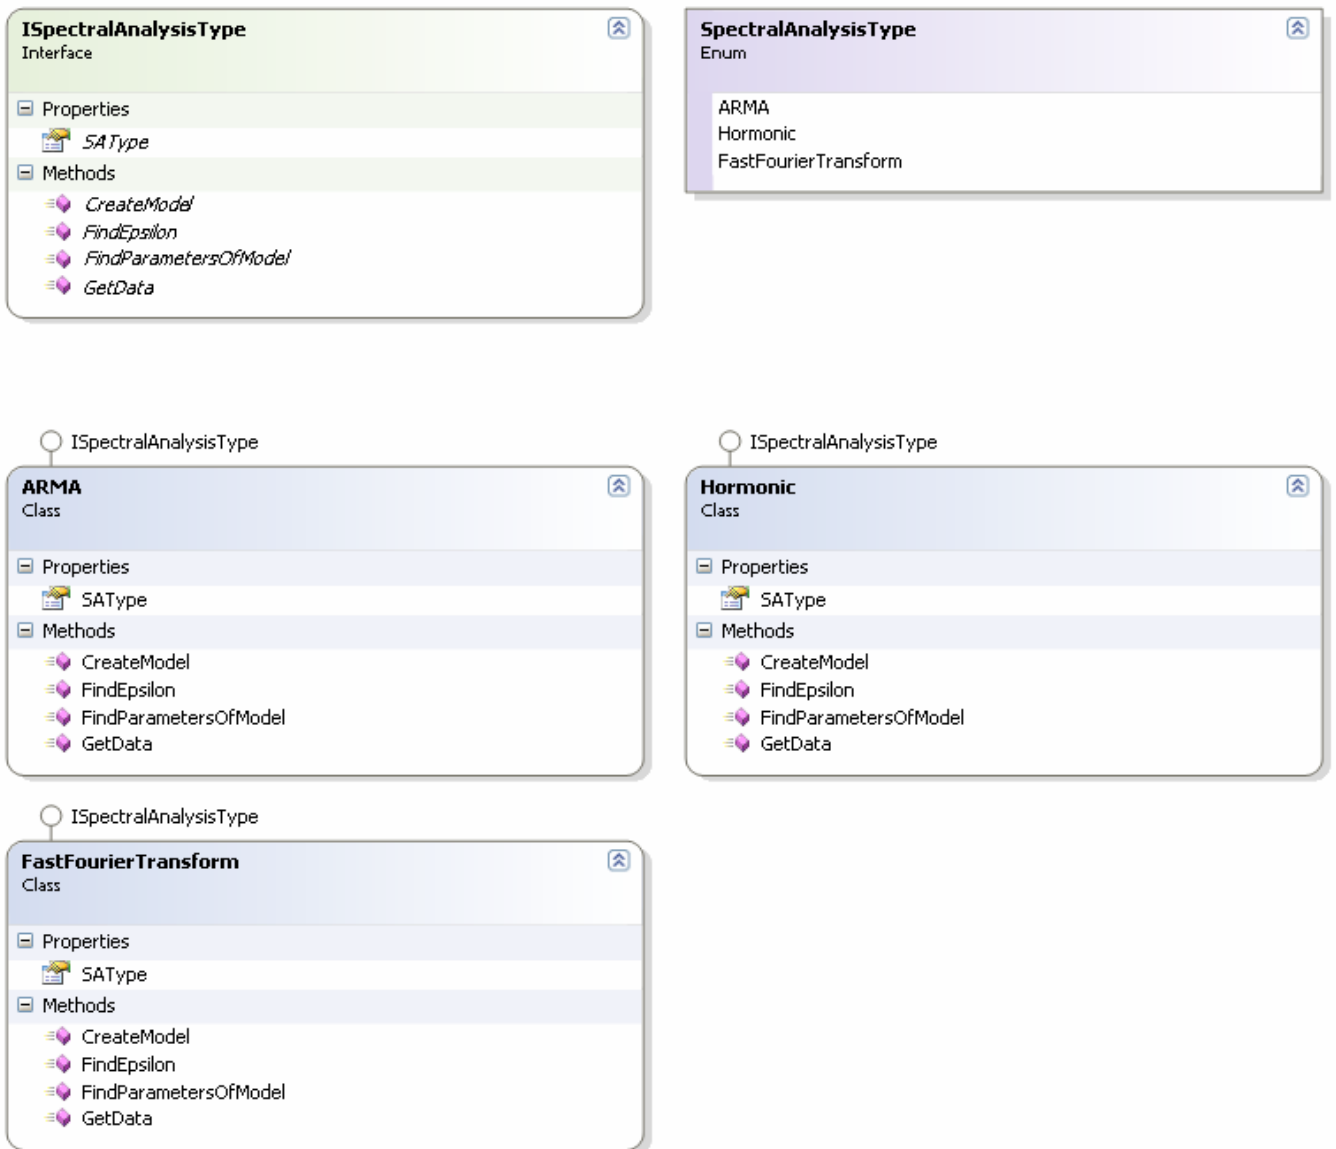 ISpectralAnalysisType
Interface
Properties
SAType
Methods
CreateModel
FindEpsilon
FindParametersOfModel
GetData
SpectralAnalysisType
Enum
ARMA
Hormonic
FastFourierTransform
ISpectralAnalysisType
ARMA
Class
Properties
SAType
Methods
CreateModel
FindEpsilon
FindParametersOfModel
GetData
ISpectralAnalysisType
Hormonic
Class
Properties
SAType
Methods
CreateModel
FindEpsilon
FindParametersOfModel
GetData
ISpectralAnalysisType
FastFourierTransform
Class
Properties
SAType
Methods
CreateModel
FindEpsilon
FindParametersOfModel
GetData